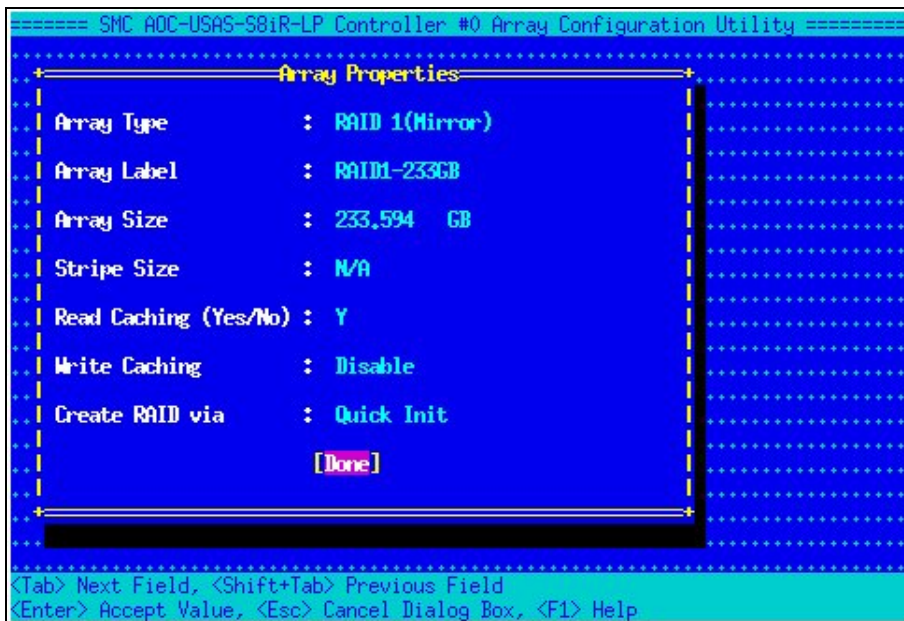 ======= SMC AOC-USAS-S8iR-LP Controller #0 Array Configuration Utility =========
Array Properties
Array Type : RAID 1(Mirror)
Array Label : RAID1-233GB
Array Size : 233.594 GB
Stripe Size : N/A
Read Caching (Yes/No) : Y
Write Caching : Disable
Create RAID via : Quick Init
[Done]
<Tab> Next Field, <Shift+Tab> Previous Field
<Enter> Accept Value, <Esc> Cancel Dialog Box, <F1> Help